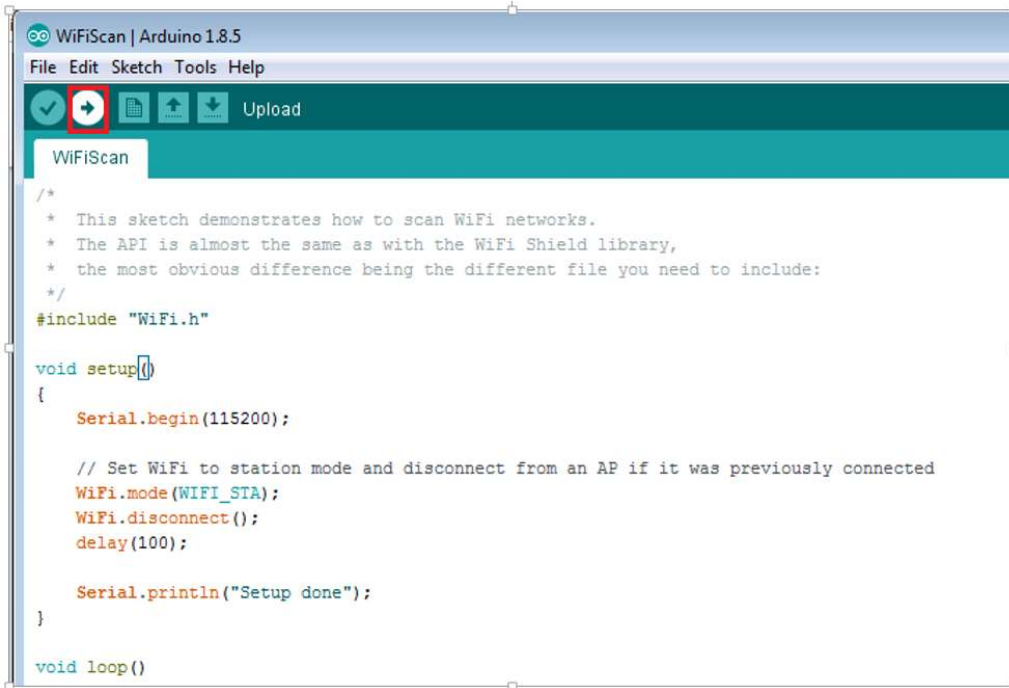 WiFiScan | Arduino 1.8.5
File Edit Sketch Tools Help
Upload
WiFiScan
/*
 *  This sketch demonstrates how to scan WiFi networks.
 *  The API is almost the same as with the WiFi Shield library,
 *  the most obvious difference being the different file you need to include:
 */
#include "WiFi.h"
void setup()
{
    Serial.begin(115200);
    // Set WiFi to station mode and disconnect from an AP if it was previously connected
    WiFi.mode(WIFI_STA);
    WiFi.disconnect();
    delay(100);
    Serial.println("Setup done");
}
void loop()